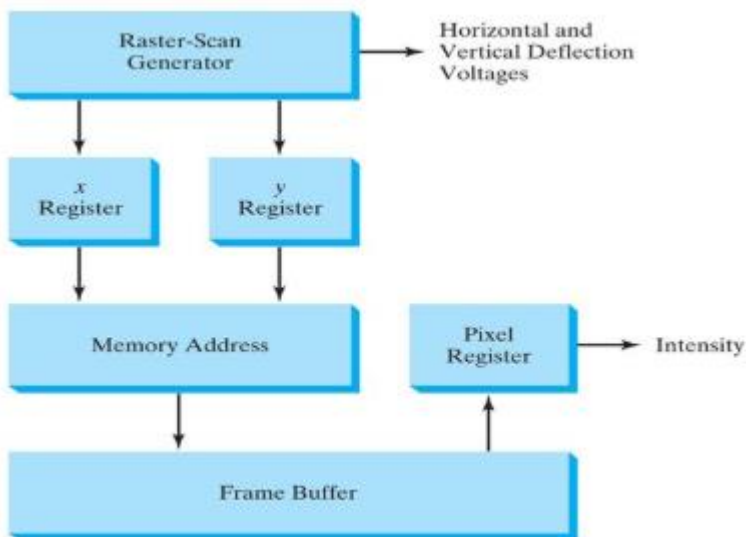 Raster-Scan
Generator
Horizontal and
Vertical Deflection
Voltages
x
Register
y
Register
Memory Address
Pixel
Register
Intensity
Frame Buffer